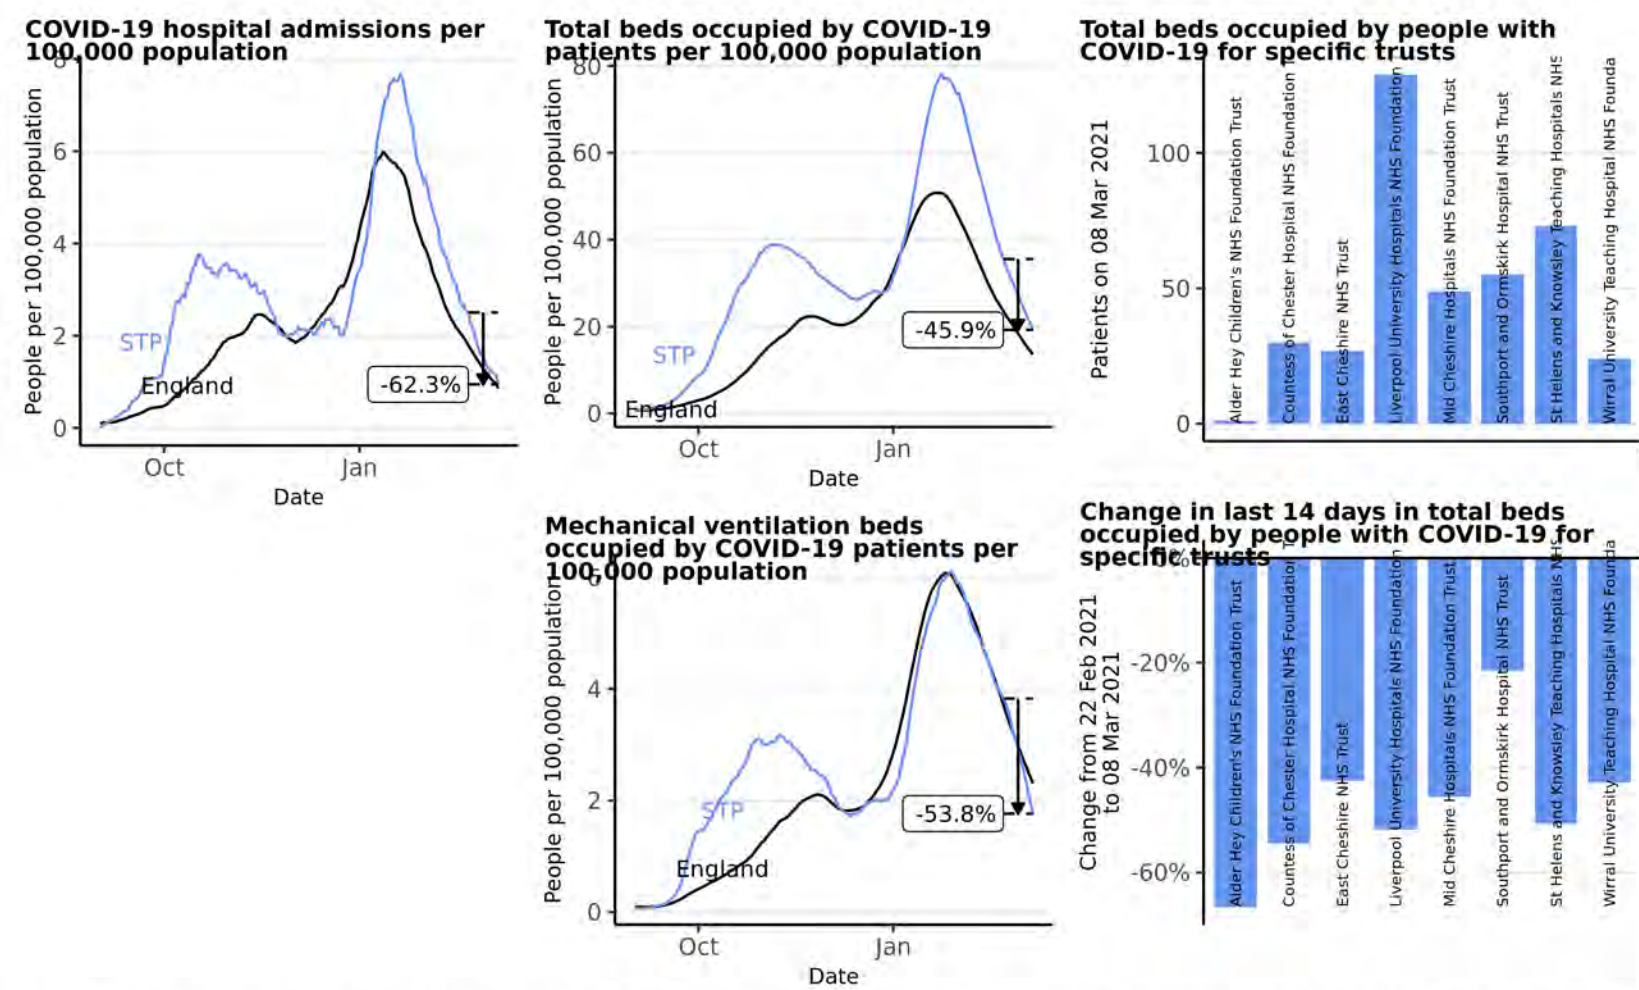 COVID-19 hospital admissions per
100,000 population
People per 100,000 population
8
6
4
2
0
STP
England
-62.3%
Oct
Jan
Date
Total beds occupied by COVID-19
patients per 100,000 population
People per 100,000 population
80
60
40
20
0
STP
England
-45.9%
Oct
Jan
Date
Total beds occupied by people with
COVID-19 for specific trusts
Patients on 08 Mar 2021
100
50
0
Alder Hey Children's NHS Foundation Trust
Countess of Chester Hospital NHS Foundation T
East Cheshire NHS Trust
Liverpool University Hospitals NHS Foundation
Mid Cheshire Hospitals NHS Foundation Trust
Southport and Ormskirk Hospital NHS Trust
St Helens and Knowsley Teaching Hospitals NHS
Wirral University Teaching Hospital NHS Founda
Mechanical ventilation beds
occupied by COVID-19 patients per
100,000 population
People per 100,000 population
6
4
2
0
STP
England
-53.8%
Oct
Jan
Date
Change in last 14 days in total beds
occupied by people with COVID-19 for
specific trusts
Change from 22 Feb 2021
to 08 Mar 2021
0%
-20%
-40%
-60%
Alder Hey Children's NHS Foundation Trust
Countess of Chester Hospital NHS Foundation T
East Cheshire NHS Trust
Liverpool University Hospitals NHS Foundation
Mid Cheshire Hospitals NHS Foundation Trust
Southport and Ormskirk Hospital NHS Trust
St Helens and Knowsley Teaching Hospitals NHS
Wirral University Teaching Hospital NHS Founda